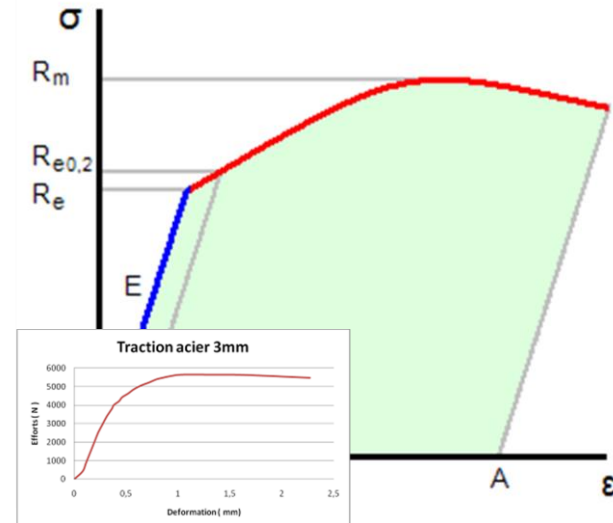 σ
Rm
Re0,2
Re
E
Traction acier 3mm
Efforts ( N )
6000
5000
4000
3000
2000
1000
0
0 0,5 1 1,5 2 2,5
Deformation ( mm)
A
ε